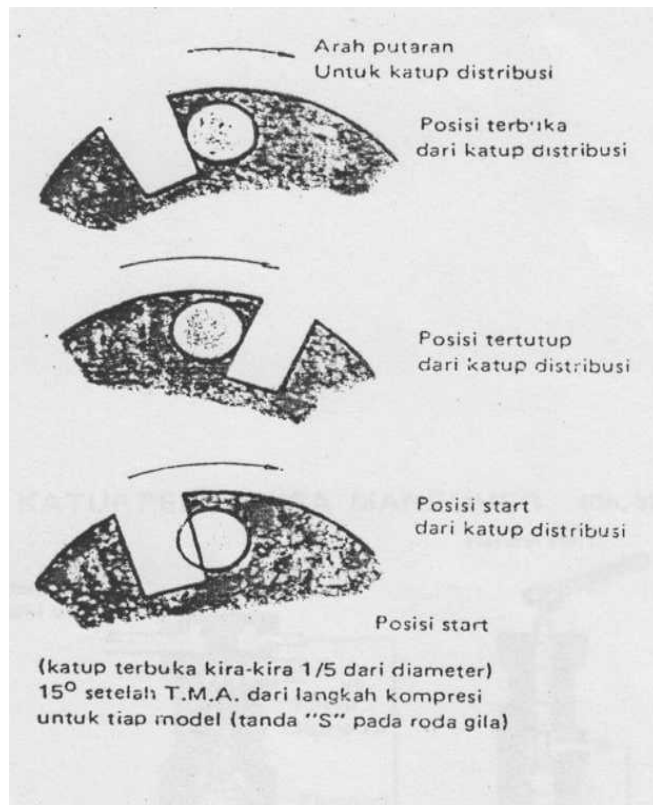 Arah putaran
Untuk katup distribusi
Posisi terbuka
dari katup distribusi
Posisi tertutup
dari katup distribusi
Posisi start
dari katup distribusi
Posisi start
(katup terbuka kira-kira 1/5 dari diameter)
15° setelah T.M.A. dari langkah kompresi
untuk tiap model (tanda "S" pada roda gila)